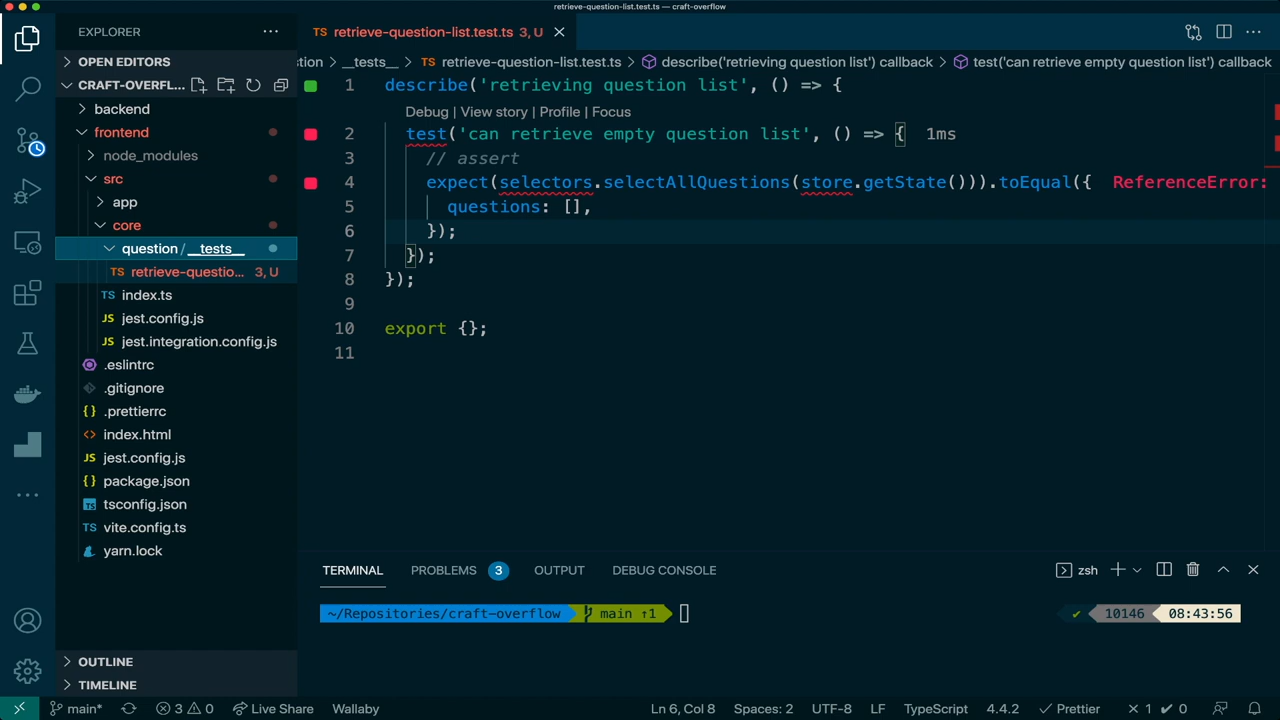 retrieve-question-list.test.ts — craft-overflow
EXPLORER
OPEN EDITORS
CRAFT-OVERFL...
backend
frontend
node_modules
src
app
core
question / __tests__
TS retrieve-questio... 3, U
TS index.ts
JS jest.config.js
JS jest.integration.config.js
.eslintrc
.gitignore
{} .prettierrc
<> index.html
JS jest.config.js
{} package.json
TS tsconfig.json
TS vite.config.ts
yarn.lock
OUTLINE
TIMELINE
TS retrieve-question-list.test.ts 3, U
stion > __tests__ > TS retrieve-question-list.test.ts > describe('retrieving question list') callback > test('can retrieve empty question list') callback
1 describe('retrieving question list', () => {
Debug | View story | Profile | Focus
2 test('can retrieve empty question list', () => { 1ms
3 // assert
4 expect(selectors.selectAllQuestions(store.getState())).toEqual({ ReferenceError:
5 questions: [],
6 });
7 });
8 });
9
10 export {};
11
TERMINAL PROBLEMS 3 OUTPUT DEBUG CONSOLE zsh
~/Repositories/craft-overflow main ↑1 ✓ 10146 08:43:56
main* 3 0 Live Share Wallaby Ln 6, Col 8 Spaces: 2 UTF-8 LF TypeScript 4.4.2 ✓ Prettier × 1 ✓ 0